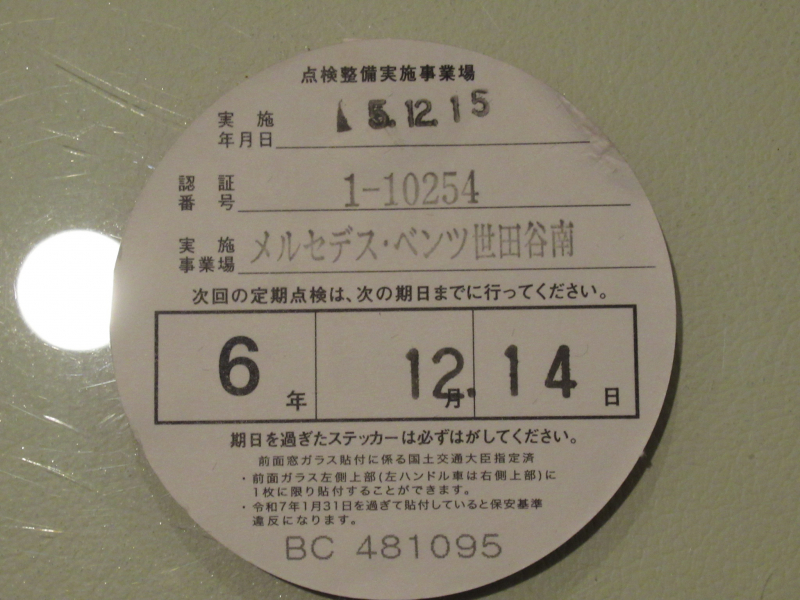 点検整備実施事業場
実施 5.12.15
年月日
認証 1-10254
番号
実施 メルセデス・ベンツ世田谷南
事業場
次回の定期点検は、次の期日までに行ってください。
6年 12月. 14日
期日を過ぎたステッカーは必ずはがしてください。
前面窓ガラス貼付に係る国土交通大臣指定済
・前面ガラス左側上部(左ハンドル車は右側上部)に
１枚に限り貼付することができます。
・令和7年1月31日を過ぎて貼付していると保安基準
違反になります。
BC 481095